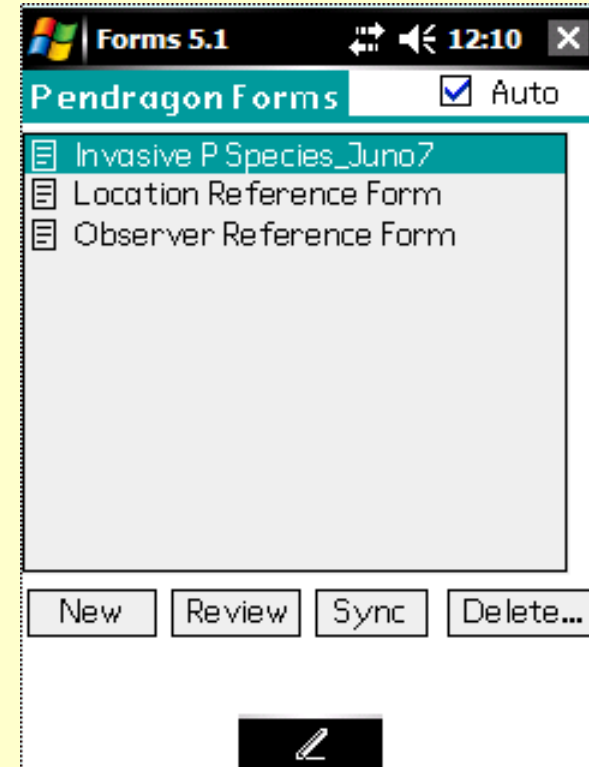 Forms 5.1 12:10
Pendragon Forms Auto
Invasive P Species_Juno7
Location Reference Form
Observer Reference Form
New Review Sync Delete...